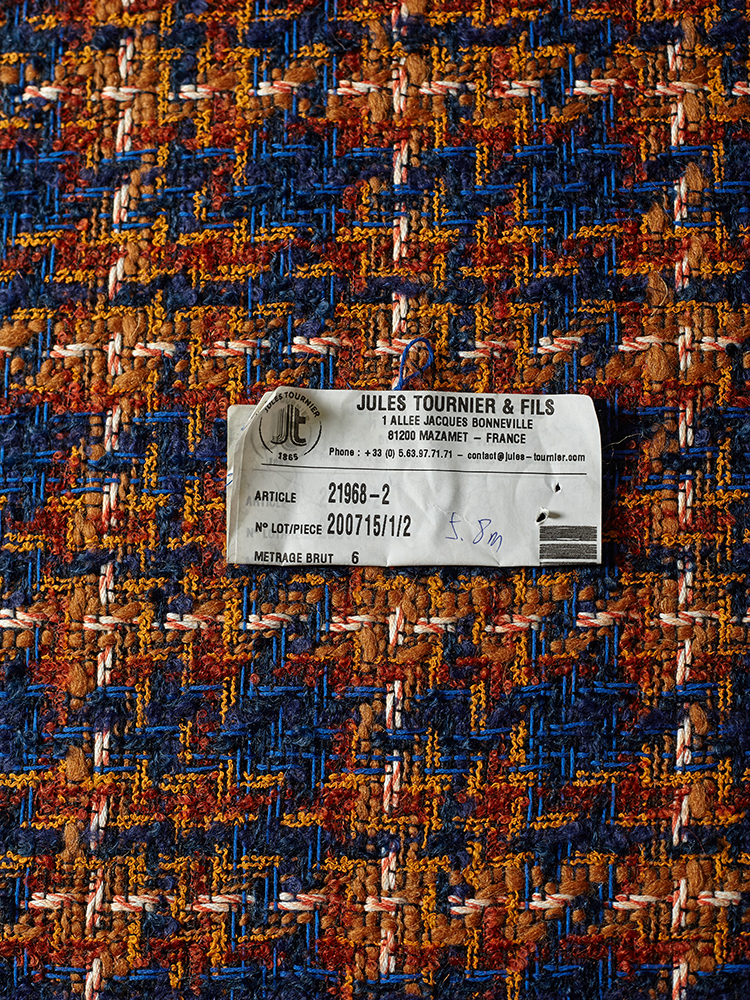 JULES TOURNIER
Jt
1865
JULES TOURNIER & FILS
1 ALLEE JACQUES BONNEVILLE
81200 MAZAMET – FRANCE
Phone : +33 (0) 5.63.97.71.71 – contact@jules-tournier.com
ARTICLE 21968-2
Nº LOT/PIECE 200715/1/2
5.8m
METRAGE BRUT 6